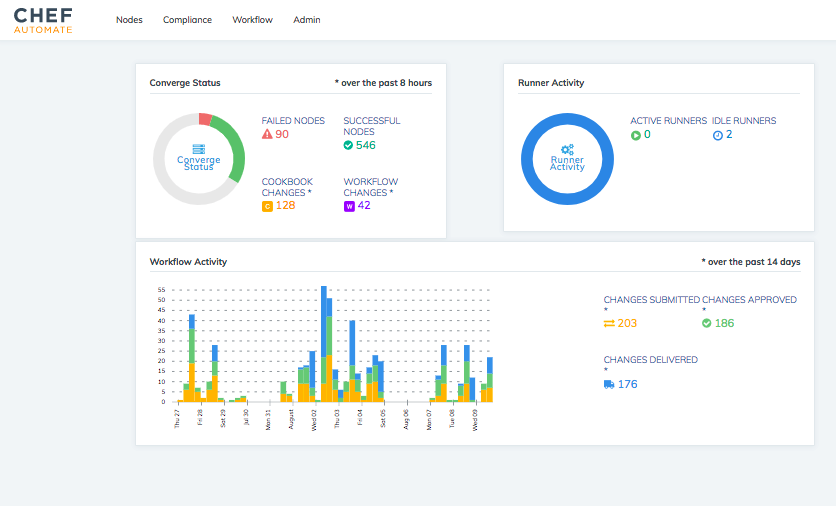 CHEF
AUTOMATE
Nodes Compliance Workflow Admin
Converge Status * over the past 8 hours
Converge
Status
FAILED NODES
90
SUCCESSFUL
NODES
546
COOKBOOK
CHANGES *
C 128
WORKFLOW
CHANGES *
W 42
Runner Activity
Runner
Activity
ACTIVE RUNNERS
0
IDLE RUNNERS
2
Workflow Activity * over the past 14 days
55
50
45
40
35
30
25
20
15
10
5
0
Thu 27
Fri 28
Sat 29
Jul 30
Mon 31
August
Wed 02
Thu 03
Fri 04
Sat 05
Aug 06
Mon 07
Tue 08
Wed 09
CHANGES SUBMITTED
*
203
CHANGES APPROVED
*
186
CHANGES DELIVERED
*
176